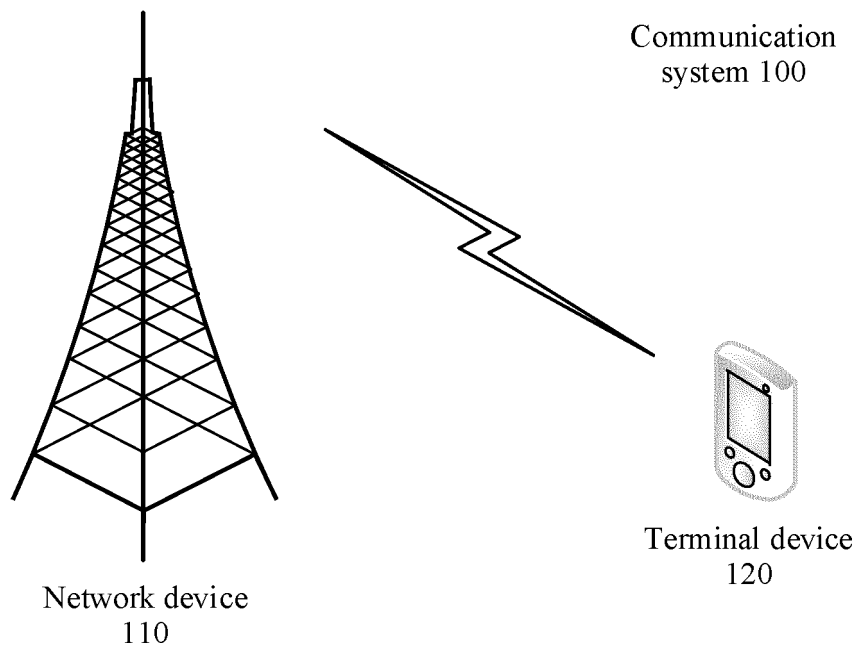 Communication
system 100
Terminal device
120
Network device
110